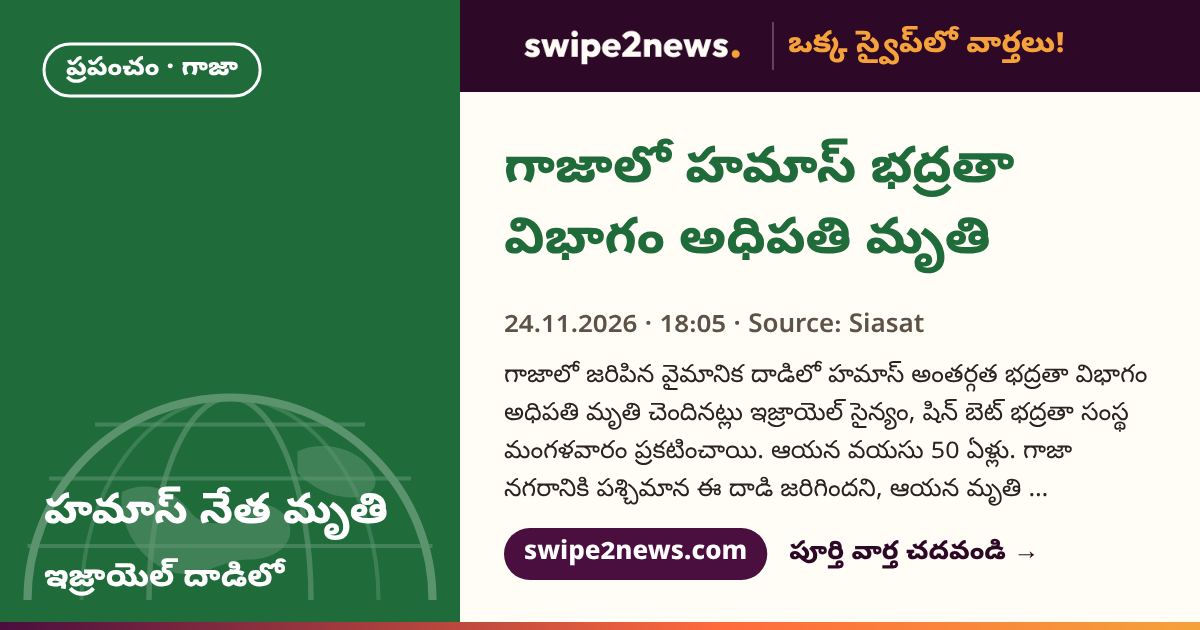 ప్రపంచం · గాజా
swipe2news.
ఒక్క స్వైప్‌లో వార్తలు!
గాజాలో హమాస్ భద్రతా
విభాగం అధిపతి మృతి
24.11.2026 · 18:05 · Source: Siasat
గాజాలో జరిపిన వైమానిక దాడిలో హమాస్ అంతర్గత భద్రతా విభాగం
అధిపతి మృతి చెందినట్లు ఇజ్రాయెల్ సైన్యం, షిన్ బెట్ భద్రతా సంస్థ
మంగళవారం ప్రకటించాయి. ఆయన వయసు 50 ఏళ్లు. గాజా
నగరానికి పశ్చిమాన ఈ దాడి జరిగిందని, ఆయన మృతి ...
హమాస్ నేత మృతి
ఇజ్రాయెల్ దాడిలో
swipe2news.com
పూర్తి వార్త చదవండి →